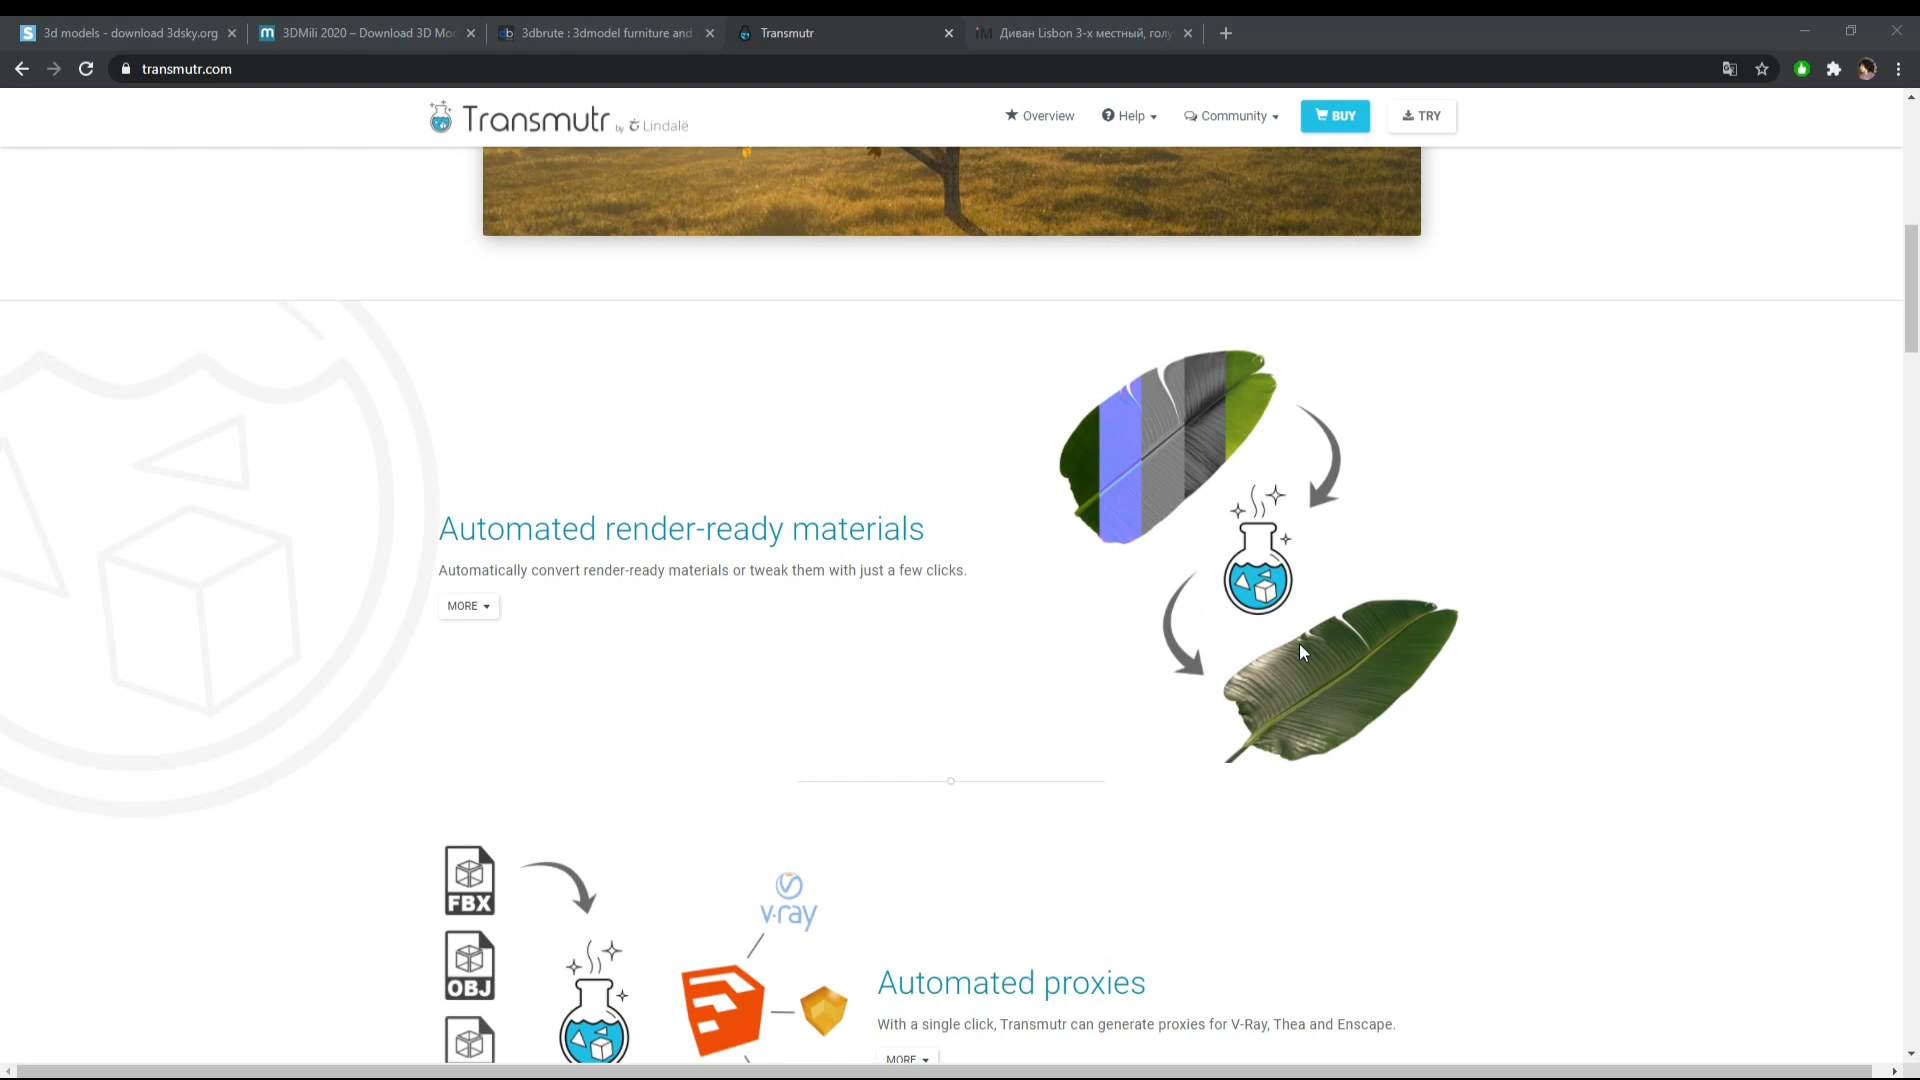 3d models - download 3dsky.org
3DMili 2020 – Download 3D Mo
3dbrute : 3dmodel furniture and
Transmutr
Диван Lisbon 3-х местный, голу
transmutr.com
Transmutr by Lindalë
Overview
Help
Community
BUY
TRY
Automated render-ready materials
Automatically convert render-ready materials or tweak them with just a few clicks.
MORE
FBX
OBJ
v·ray
Automated proxies
With a single click, Transmutr can generate proxies for V-Ray, Thea and Enscape.
MORE